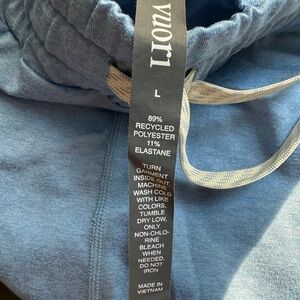 vuori
L
89%
RECYCLED
POLYESTER
11%
ELASTANE
TURN
GARMENT
INSIDE OUT,
MACHINE
WASH COLD
WITH LIKE
COLORS,
TUMBLE
DRY LOW,
ONLY
NON-CHLO-
RINE
BLEACH
WHEN
NEEDED,
DO NOT
IRON
MADE IN
VIETNAM